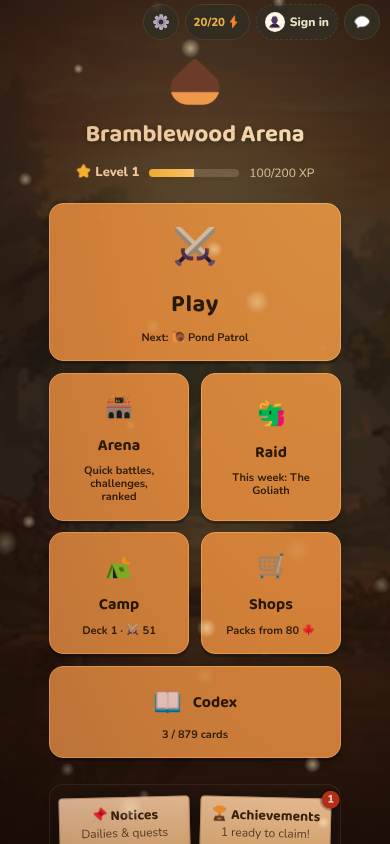 20/20
Sign in
Bramblewood Arena
Level 1
100/200 XP
Play
Next: Pond Patrol
Arena
Quick battles,
challenges,
ranked
Raid
This week: The
Goliath
Camp
Deck 1 · 51
Shops
Packs from 80
Codex
3 / 879 cards
Notices
Dailies & quests
Achievements
1 ready to claim!
1